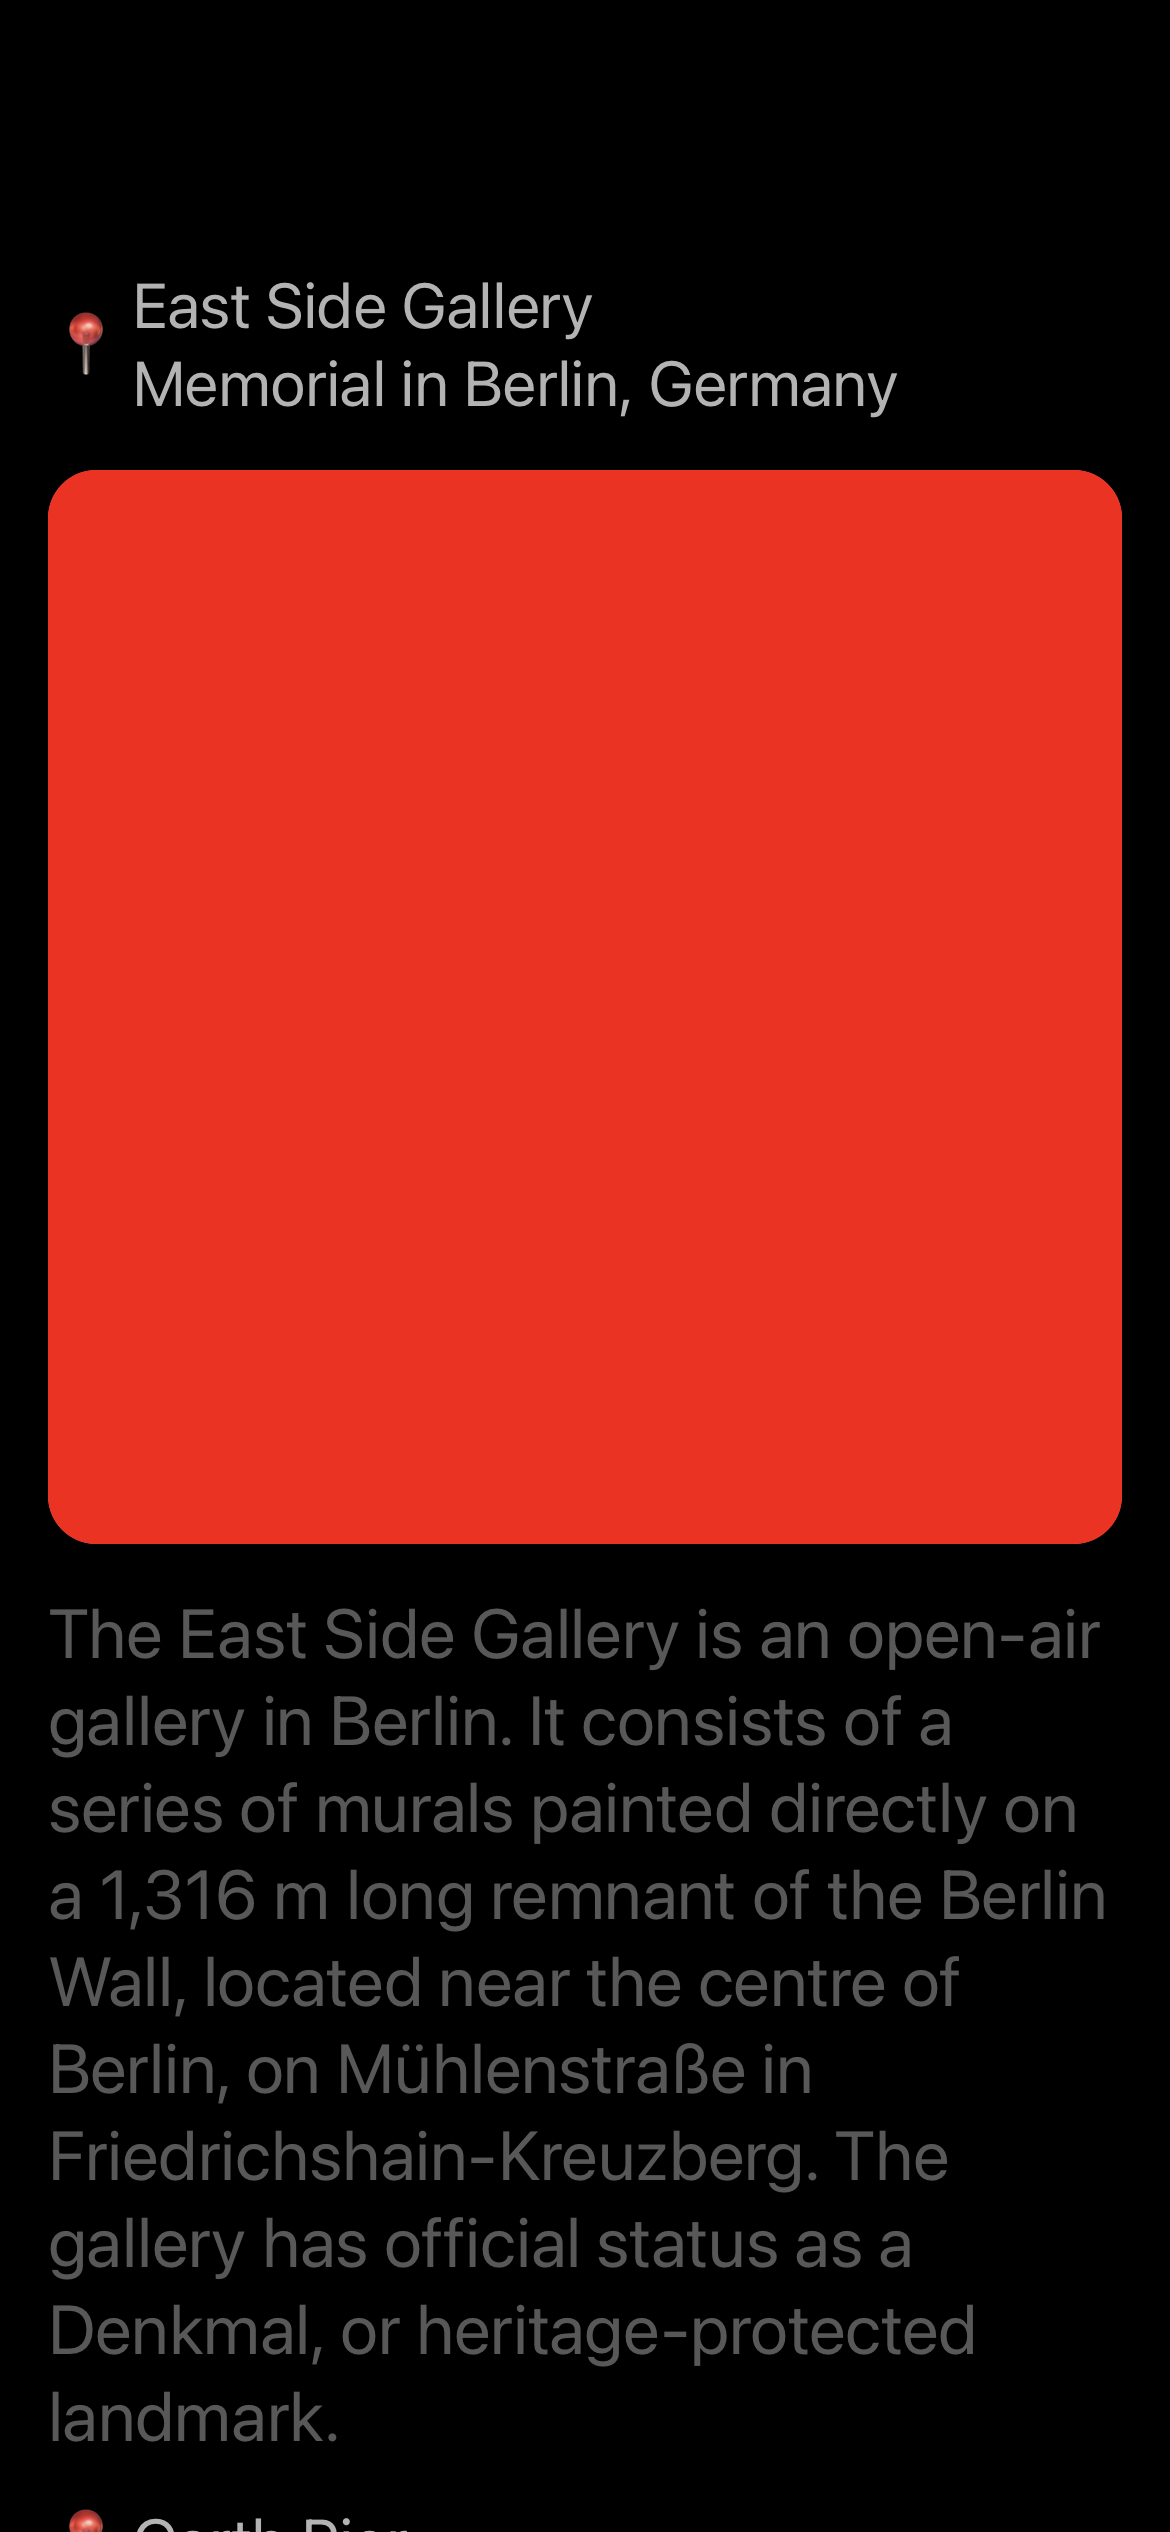 East Side Gallery
Memorial in Berlin, Germany
The East Side Gallery is an open-air
gallery in Berlin. It consists of a
series of murals painted directly on
a 1,316 m long remnant of the Berlin
Wall, located near the centre of
Berlin, on Mühlenstraße in
Friedrichshain-Kreuzberg. The
gallery has official status as a
Denkmal, or heritage-protected
landmark.